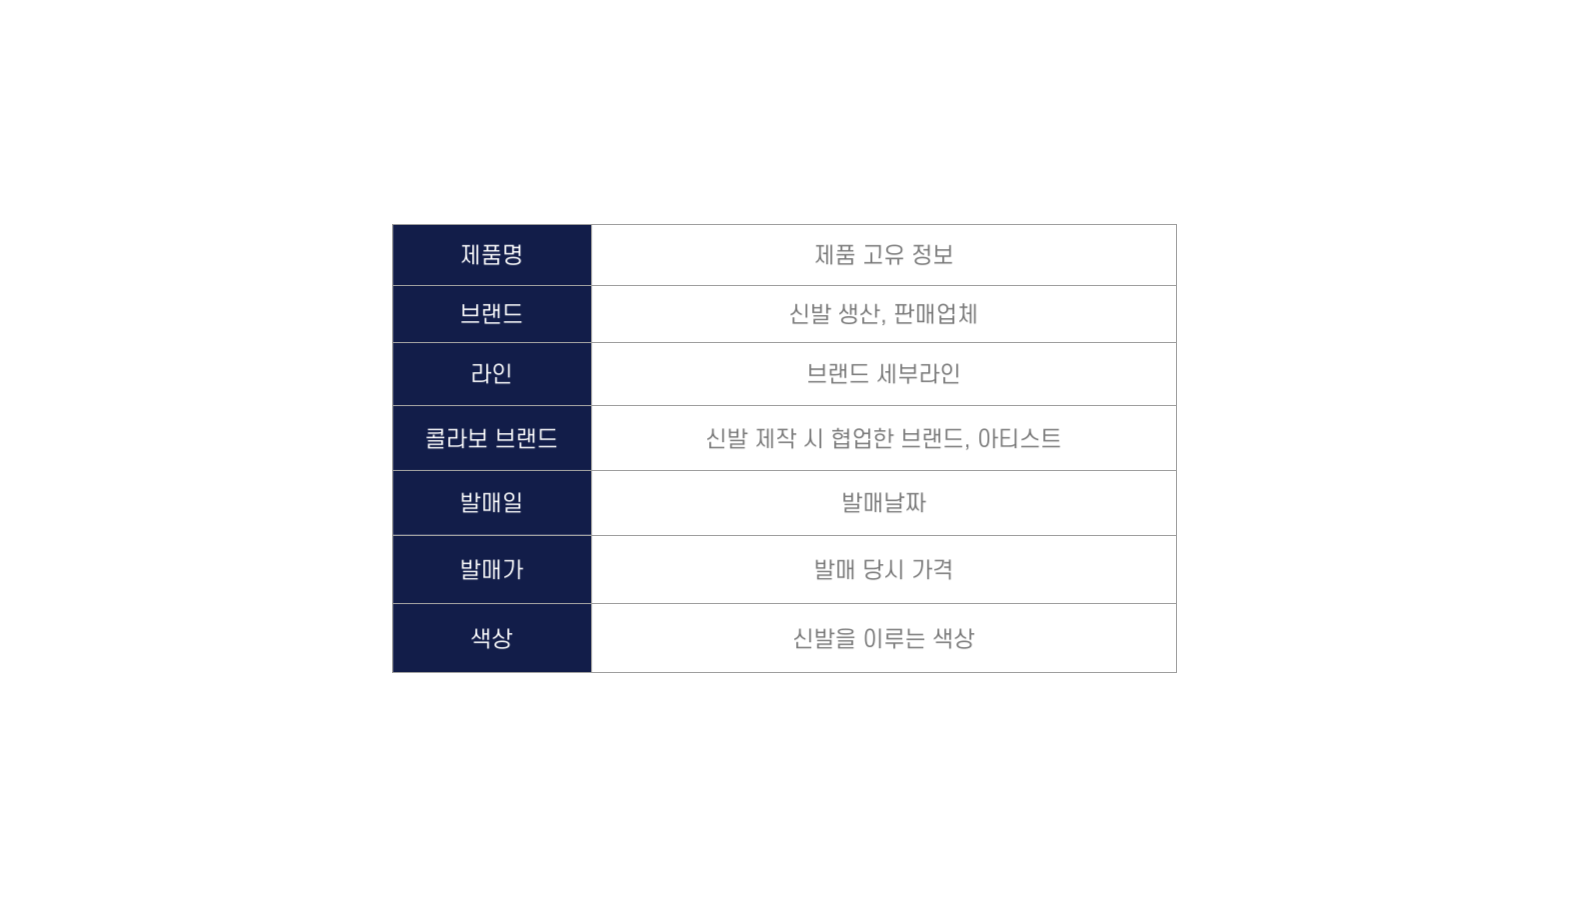 제품명 제품 고유 정보
브랜드 신발 생산, 판매업체
라인 브랜드 세부라인
콜라보 브랜드 신발 제작 시 협업한 브랜드, 아티스트
발매일 발매날짜
발매가 발매 당시 가격
색상 신발을 이루는 색상